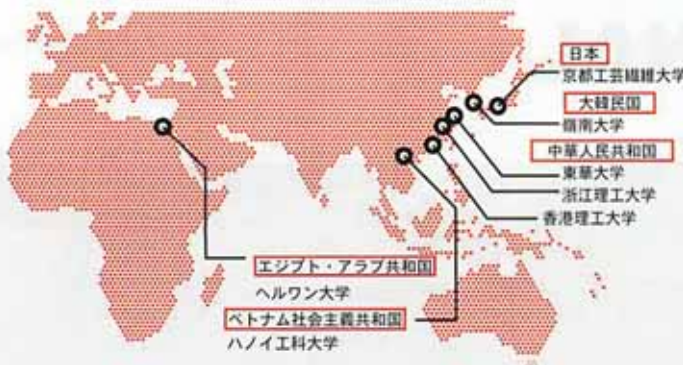 日本
京都工芸繊維大学
大韓民国
嶺南大学
中華人民共和国
東華大学
浙江理工大学
香港理工大学
エジプト・アラブ共和国
ヘルワン大学
ベトナム社会主義共和国
ハノイ工科大学